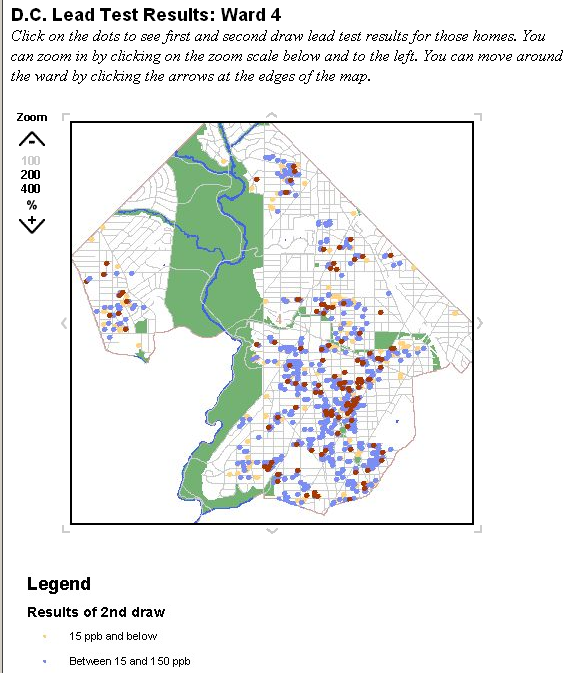 D.C. Lead Test Results: Ward 4
Click on the dots to see first and second draw lead test results for those homes. You
can zoom in by clicking on the zoom scale below and to the left. You can move around
the ward by clicking the arrows at the edges of the map.
Zoom
-
100
200
400
%
+
4
Legend
Results of 2nd draw
15 ppb and below
Between 15 and 150 ppb